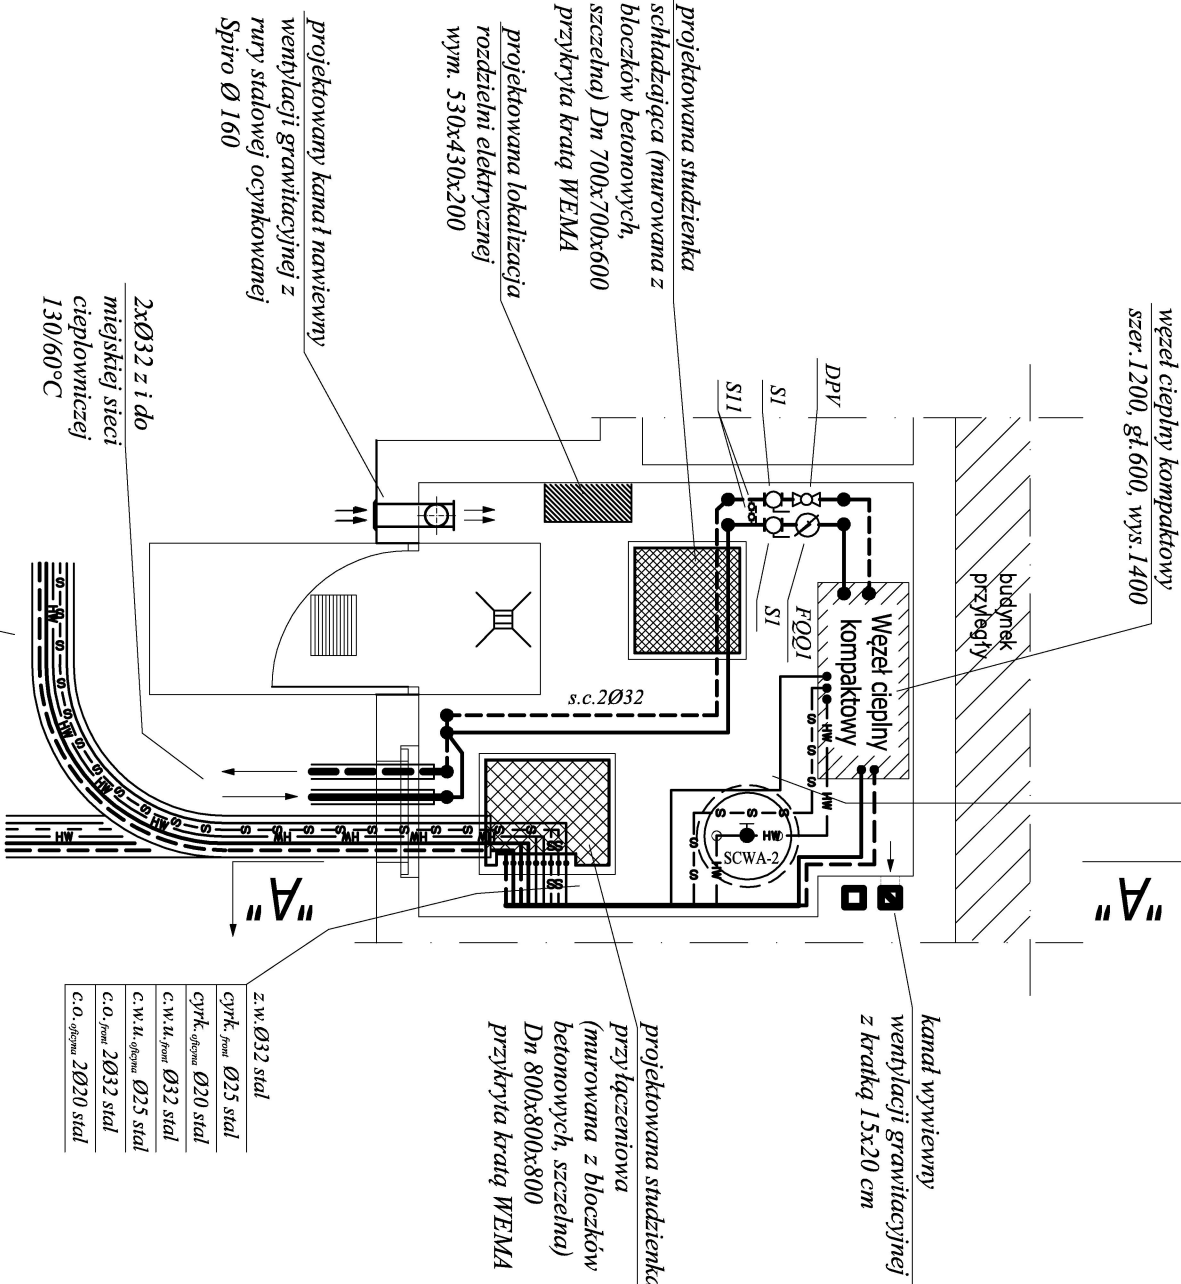 węzeł cieplny kompaktowy
szer.1200, gł.600, wys.1400
projektowana studzienka
schładzająca (murowana z
bloczków betonowych,
szczelna) Dn 700x700x600
przykryta kratą WEMA
projektowana lokalizacja
rozdzielni elektrycznej
wym. 530x430x200
projektowany kanał nawiewny
wentylacji grawitacyjnej z
rury stalowej ocynkowanej
Spiro Ø 160
2xØ32 z i do
miejskiej sieci
ciepłowniczej
130/60°C
DPV
S1
S11
FQQ1
S1
budynek
przyległy
Węzeł cieplny
kompaktowy
s.c.2Ø32
SCWA-2
"A"
"A"
S
HW
kanał wywiewny
wentylacji grawitacyjnej
z kratką 15x20 cm
projektowana studzienka
przyłączeniowa
(murowana z bloczków
betonowych, szczelna)
Dn 800x800x800
przykryta kratą WEMA
z.w.Ø32 stal
cyrk.front Ø25 stal
cyrk.oficyna Ø20 stal
c.w.u.front Ø32 stal
c.w.u.oficyna Ø25 stal
c.o.front 2Ø32 stal
c.o.oficyna 2Ø20 stal